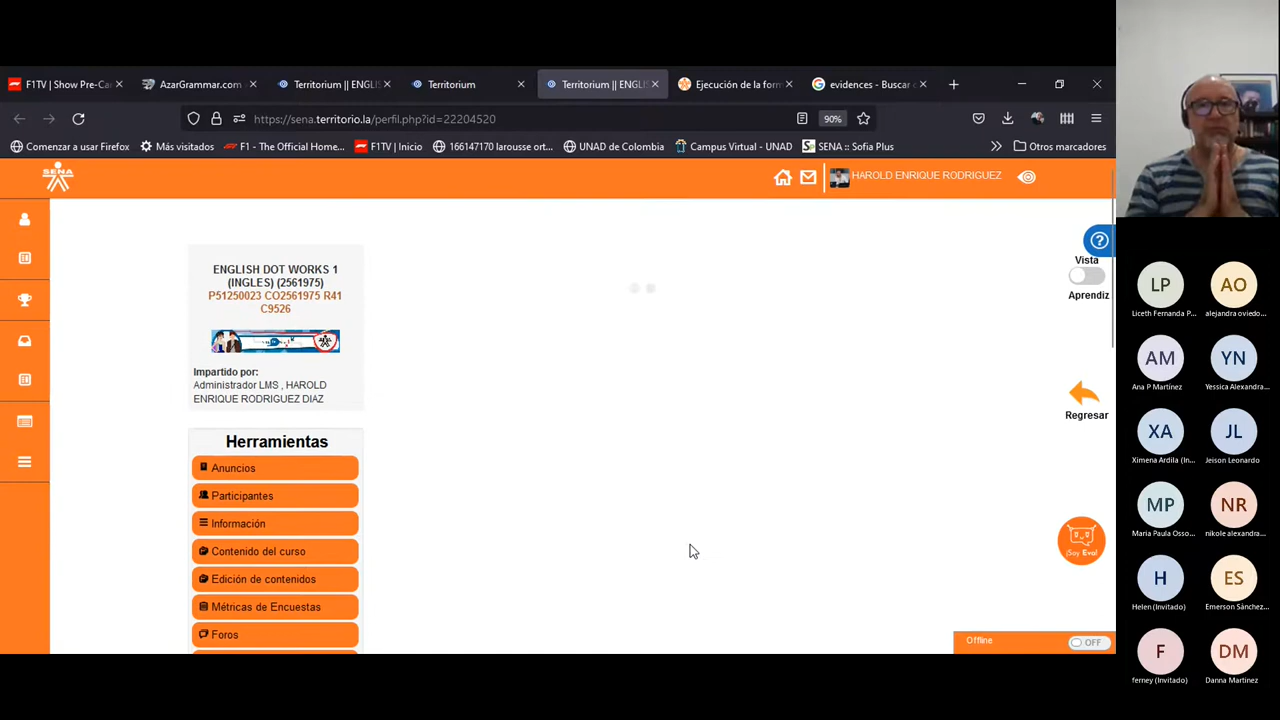 F1TV | Show Pre-Ca
AzarGrammar.com
Territorium || ENGLIS
Territorium
Territorium || ENGLIS
Ejecución de la form
evidences - Buscar c
https://sena.territorio.la/perfil.php?id=22204520
90%
Comenzar a usar Firefox
Más visitados
F1 - The Official Home...
F1TV | Inicio
166147170 larousse ort...
UNAD de Colombia
Campus Virtual - UNAD
SENA :: Sofia Plus
Otros marcadores
SENA
HAROLD ENRIQUE RODRIGUEZ
Vista
Aprendiz
ENGLISH DOT WORKS 1
(INGLES) (2561975)
P51250023 CO2561975 R41
C9526
Impartido por:
Administrador LMS , HAROLD
ENRIQUE RODRIGUEZ DIAZ
Regresar
Herramientas
Anuncios
Participantes
Información
Contenido del curso
Edición de contenidos
Métricas de Encuestas
Foros
¡Soy Eva!
Offline
OFF
LP
Liceth Fernanda P...
AO
alejandra oviedo...
AM
Ana P Martínez
YN
Yessica Alexandra...
XA
Ximena Ardila (In...
JL
Jeison Leonardo
MP
Maria Paula Osso...
NR
nikole alexandra...
H
Helen (Invitado)
ES
Emerson Sánchez...
F
ferney (Invitado)
DM
Danna Martinez